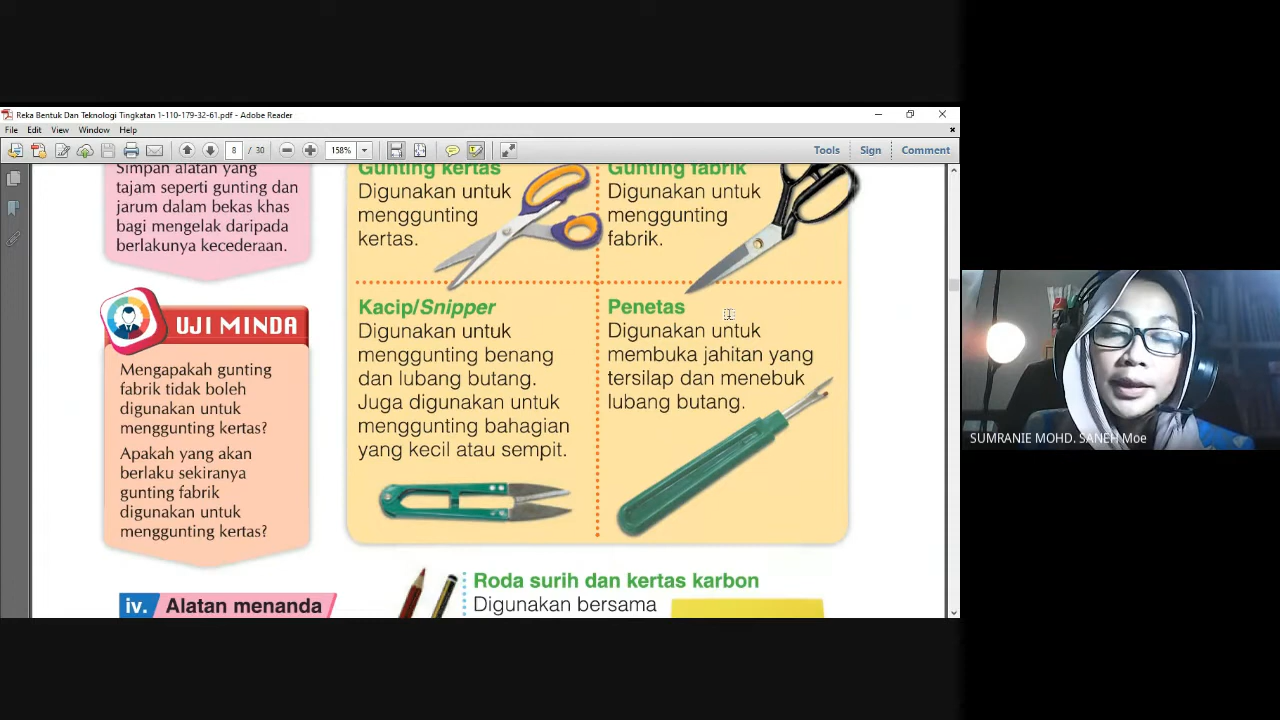 Reka Bentuk Dan Teknologi Tingkatan 1-110-179-32-61.pdf - Adobe Reader
File Edit View Window Help
8 / 30
158%
Tools Sign Comment
Simpan alatan yang
tajam seperti gunting dan
jarum dalam bekas khas
bagi mengelak daripada
berlakunya kecederaan.
UJI MINDA
Mengapakah gunting
fabrik tidak boleh
digunakan untuk
menggunting kertas?
Apakah yang akan
berlaku sekiranya
gunting fabrik
digunakan untuk
menggunting kertas?
Gunting kertas
Digunakan untuk
menggunting
kertas.
Gunting fabrik
Digunakan untuk
menggunting
fabrik.
Kacip/Snipper
Digunakan untuk
menggunting benang
dan lubang butang.
Juga digunakan untuk
menggunting bahagian
yang kecil atau sempit.
Penetas
Digunakan untuk
membuka jahitan yang
tersilap dan menebuk
lubang butang.
iv. Alatan menanda
Roda surih dan kertas karbon
Digunakan bersama
SUMRANIE MOHD. SANEH Moe